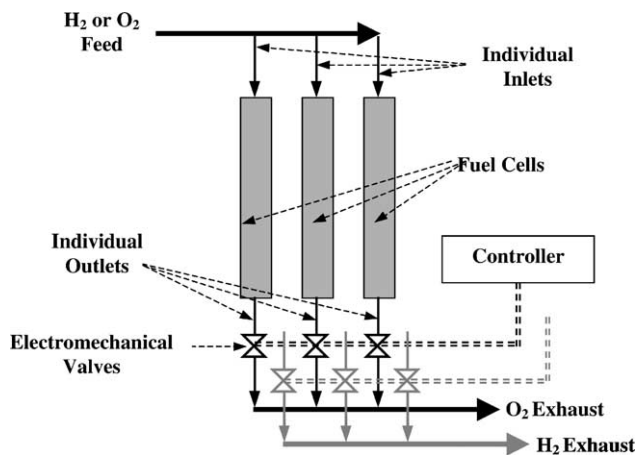 H2 or O2
Feed
Individual
Inlets
Fuel Cells
Individual
Outlets
Controller
Electromechanical
Valves
O2 Exhaust
H2 Exhaust